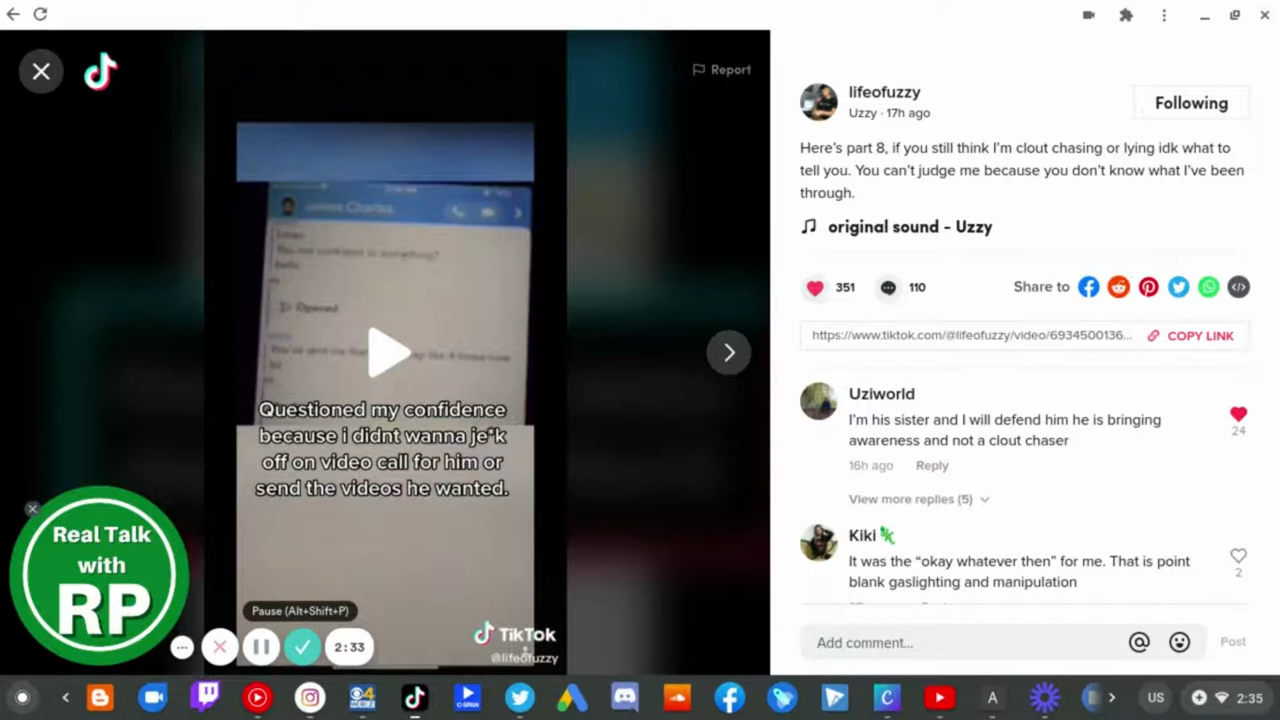 Report
James Charles
Opened
Questioned my confidence
because i didnt wanna je*k
off on video call for him or
send the videos he wanted.
Real Talk
with
RP
Pause (Alt+Shift+P)
2:33
TikTok
@lifeofuzzy
lifeofuzzy
Uzzy · 17h ago
Following
Here's part 8, if you still think I'm clout chasing or lying idk what to
tell you. You can't judge me because you don't know what I've been
through.
original sound - Uzzy
351
110
Share to
https://www.tiktok.com/@lifeofuzzy/video/6934500136...
COPY LINK
Uziworld
I'm his sister and I will defend him he is bringing
awareness and not a clout chaser
24
16h ago
Reply
View more replies (5)
Kiki
It was the "okay whatever then" for me. That is point
blank gaslighting and manipulation
2
Add comment...
Post
4
WBZ
C-SPAN
C
A
US
2:35